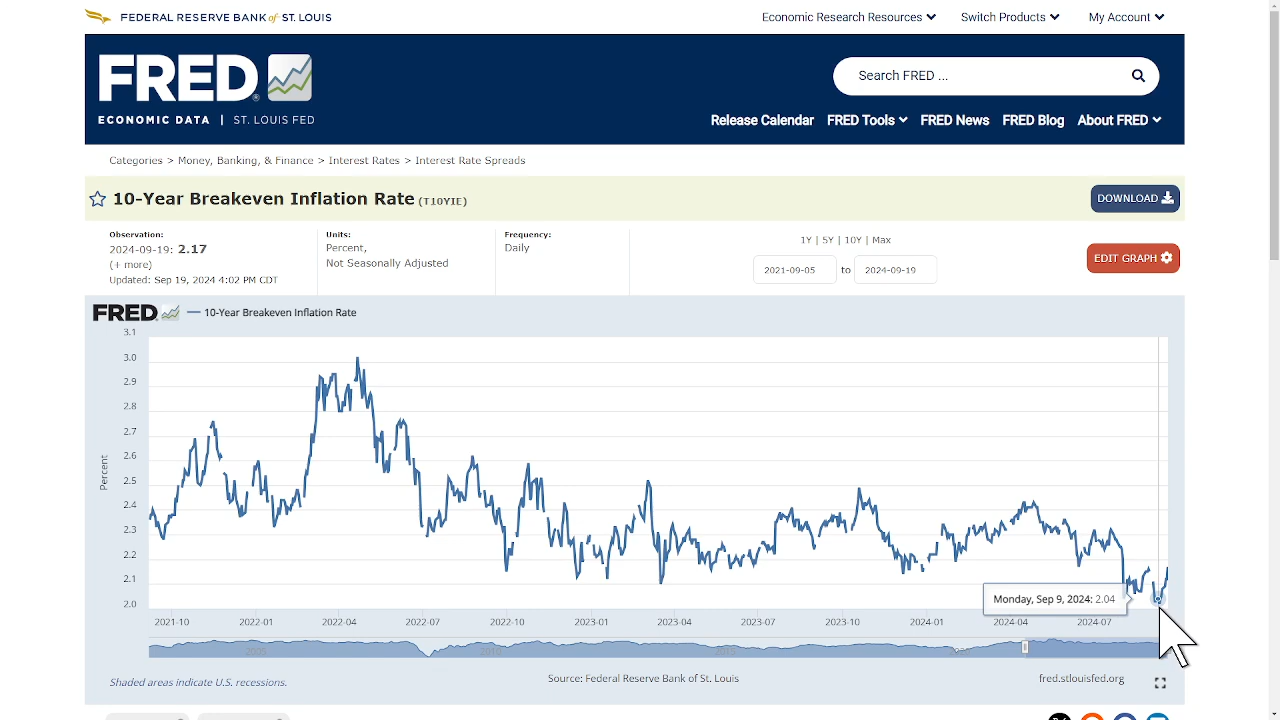 FEDERAL RESERVE BANK of ST. LOUIS
Economic Research Resources
Switch Products
My Account
FRED®
ECONOMIC DATA | ST. LOUIS FED
Search FRED ...
Release Calendar
FRED Tools
FRED News
FRED Blog
About FRED
Categories > Money, Banking, & Finance > Interest Rates > Interest Rate Spreads
10-Year Breakeven Inflation Rate (T10YIE)
DOWNLOAD
Observation:
2024-09-19: 2.17
(+ more)
Updated: Sep 19, 2024 4:02 PM CDT
Units:
Percent,
Not Seasonally Adjusted
Frequency:
Daily
1Y | 5Y | 10Y | Max
2021-09-05 to 2024-09-19
EDIT GRAPH
FRED
10-Year Breakeven Inflation Rate
Percent
3.1
3.0
2.9
2.8
2.7
2.6
2.5
2.4
2.3
2.2
2.1
2.0
Monday, Sep 9, 2024: 2.04
2021-10
2022-01
2022-04
2022-07
2022-10
2023-01
2023-04
2023-07
2023-10
2024-01
2024-04
2024-07
2005
2010
2015
Shaded areas indicate U.S. recessions.
Source: Federal Reserve Bank of St. Louis
fred.stlouisfed.org